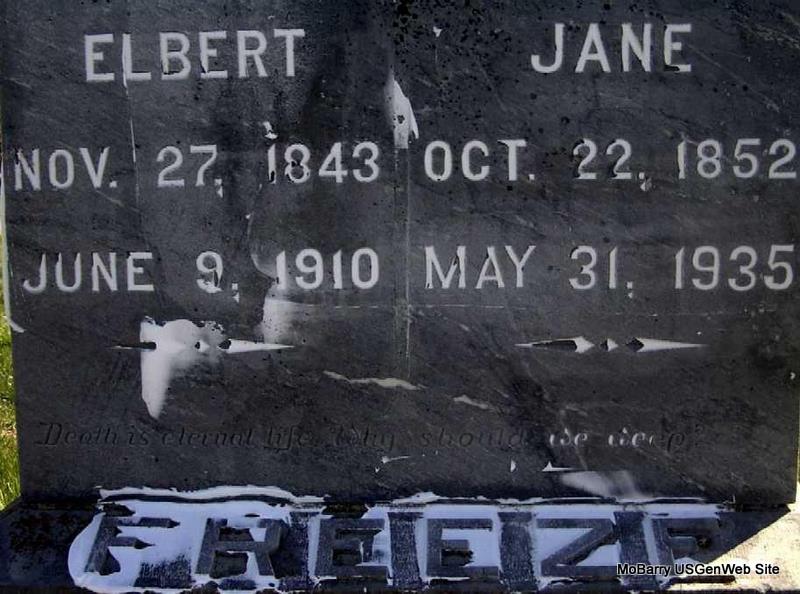 ELBERT JANE
NOV. 27, 1843 OCT. 22, 1852
JUNE 9, 1910 MAY 31, 1935
Death is eternal life, Why should we weep?
FREEZE
MoBarry USGenWeb Site